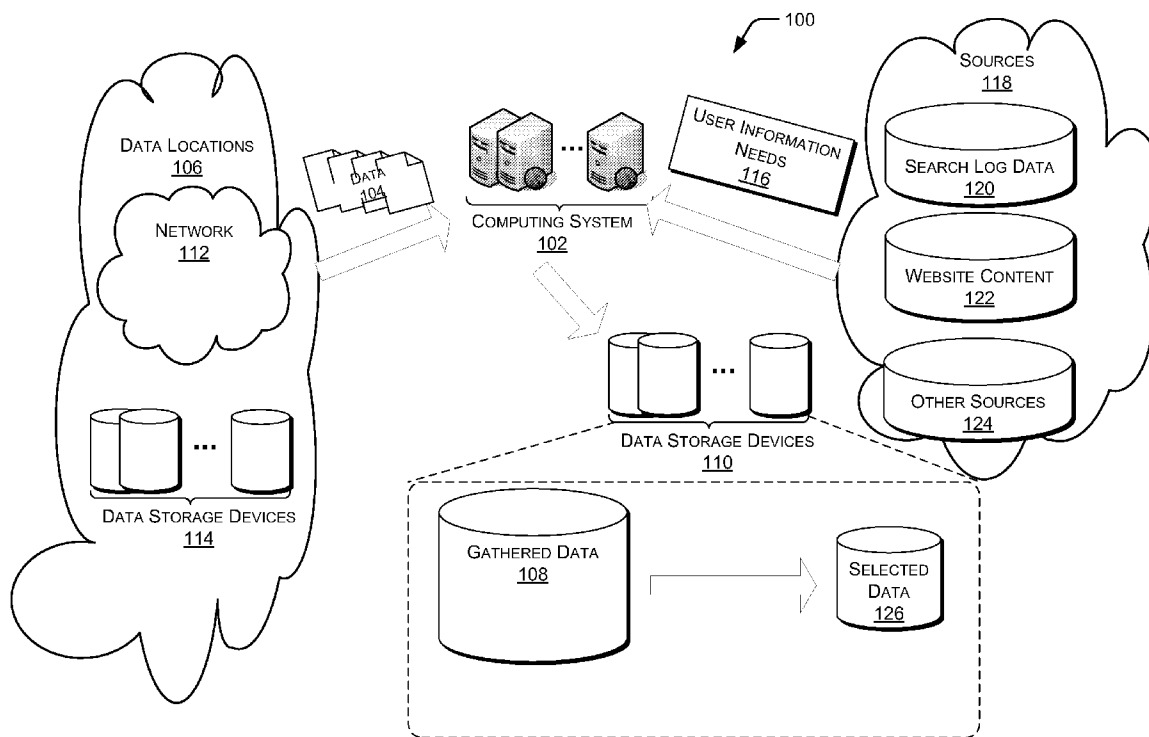 100
SOURCES
118
SEARCH LOG DATA
120
WEBSITE CONTENT
122
OTHER SOURCES
124
DATA LOCATIONS
106
NETWORK
112
DATA STORAGE DEVICES
114
DATA
104
COMPUTING SYSTEM
102
USER INFORMATION
NEEDS
116
DATA STORAGE DEVICES
110
GATHERED DATA
108
SELECTED
DATA
126